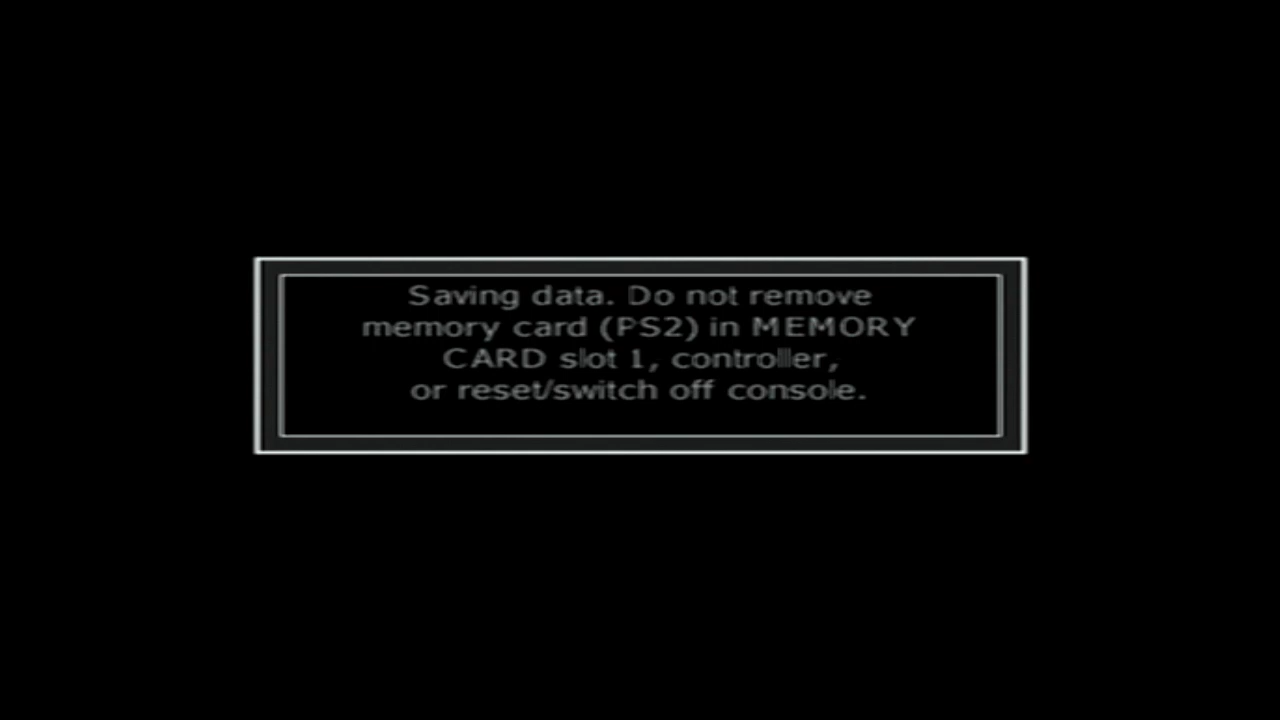 Saving data. Do not remove
memory card (PS2) in MEMORY
CARD slot 1, controller,
or reset/switch off console.